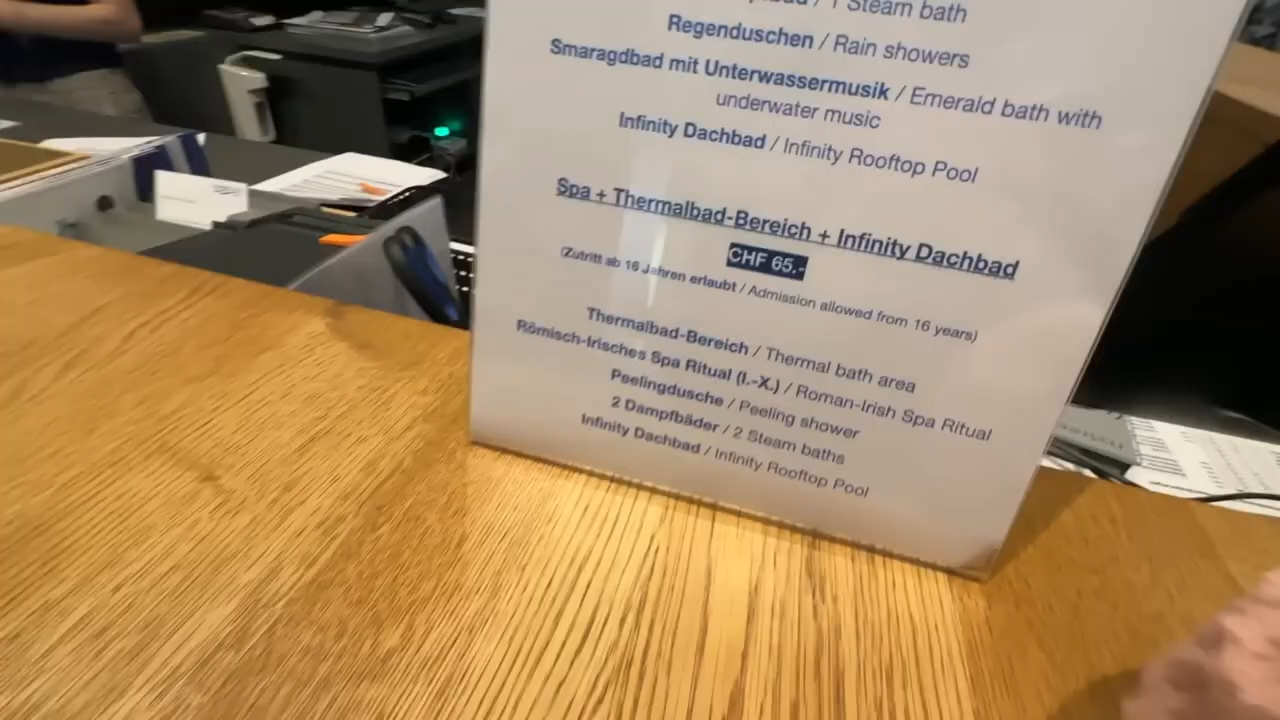 / 1 Steam bath
Regenduschen / Rain showers
Smaragdbad mit Unterwassermusik / Emerald bath with
underwater music
Infinity Dachbad / Infinity Rooftop Pool
Spa + Thermalbad-Bereich + Infinity Dachbad
CHF 65.-
(Zutritt ab 16 Jahren erlaubt / Admission allowed from 16 years)
Thermalbad-Bereich / Thermal bath area
Römisch-Irisches Spa Ritual (I.-X.) / Roman-Irish Spa Ritual
Peelingdusche / Peeling shower
2 Dampfbäder / 2 Steam baths
Infinity Dachbad / Infinity Rooftop Pool